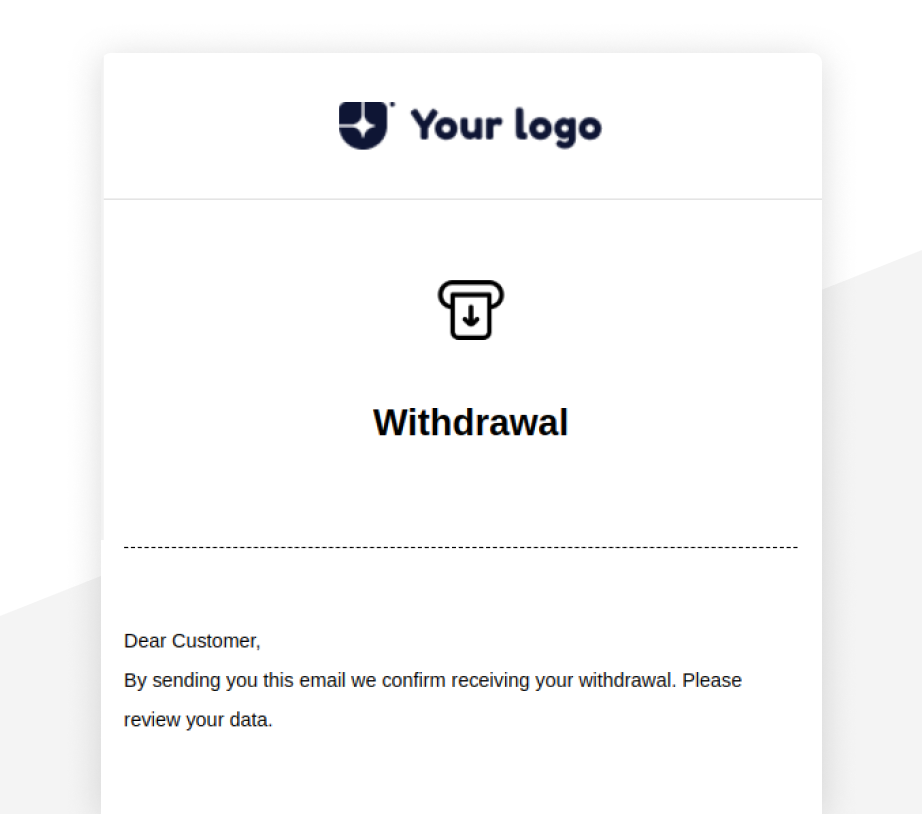 Your logo
Withdrawal
Dear Customer,
By sending you this email we confirm receiving your withdrawal. Please
review your data.